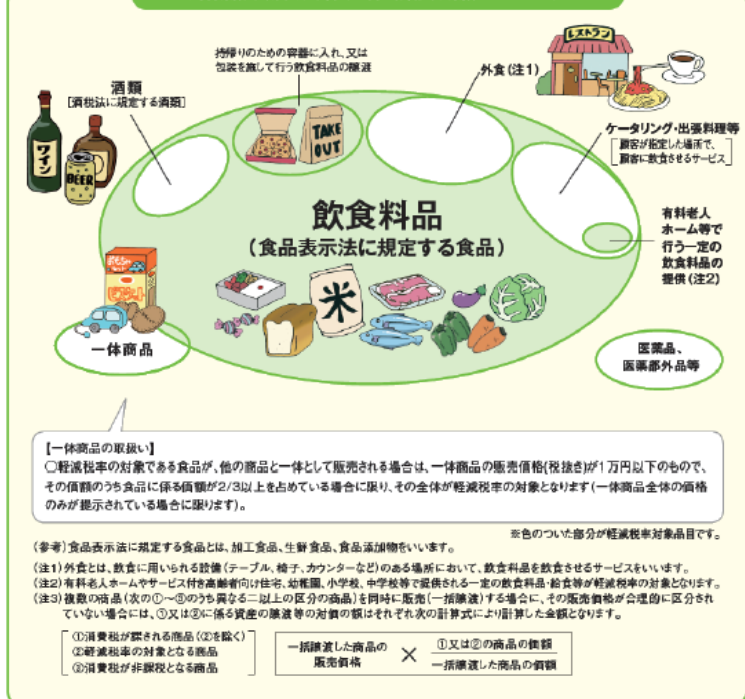 レストラン
持帰りのための容器に入れ、又は
包装を施して行う飲食料品の譲渡
外食(注1)
酒類
[酒税法に規定する酒類]
TAKE
OUT
ケータリング・出張料理等
顧客が指定した場所で、
顧客に飲食させるサービス
ワイン
BEER
飲食料品
(食品表示法に規定する食品)
有料老人
ホーム等で
行う一定の
飲食料品の
提供(注2)
おもちゃ
ビスケット
米
一体商品
医薬品、
医薬部外品等
【一体商品の取扱い】
○軽減税率の対象である食品が、他の商品と一体として販売される場合は、一体商品の販売価格(税抜き)が1万円以下のもので、
その価額のうち食品に係る価額が2/3以上を占めている場合に限り、その全体が軽減税率の対象となります(一体商品全体の価格
のみが提示されている場合に限ります)。
※色のついた部分が軽減税率対象品目です。
(参考)食品表示法に規定する食品とは、加工食品、生鮮食品、食品添加物をいいます。
(注1)外食とは、飲食に用いられる設備(テーブル、椅子、カウンターなど)のある場所において、飲食料品を飲食させるサービスをいいます。
(注2)有料老人ホームやサービス付き高齢者向け住宅、幼稚園、小学校、中学校等で提供される一定の飲食料品・給食等が軽減税率の対象となります。
(注3)複数の商品(次の①~③のうち異なる二以上の区分の商品)を同時に販売(一括譲渡)する場合に、その販売価格が合理的に区分され
ていない場合には、①又は②に係る資産の譲渡等の対価の額はそれぞれ次の計算式により計算した金額となります。
①消費税が課される商品(②を除く)
②軽減税率の対象となる商品
③消費税が非課税となる商品
一括譲渡した商品の
販売価格
×
①又は②の商品の価額
一括譲渡した商品の価額